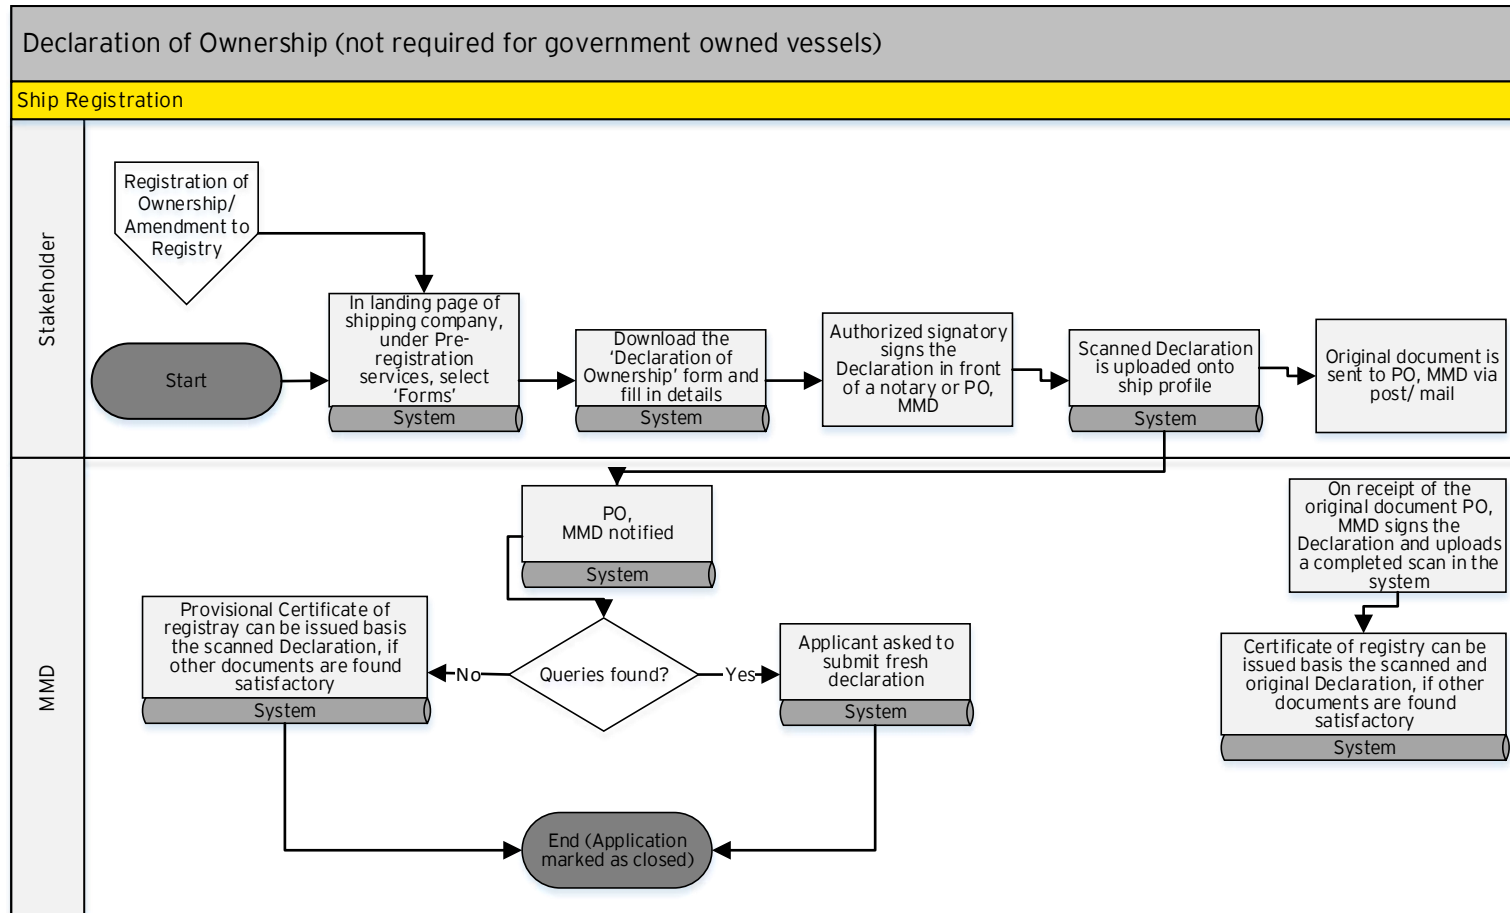 Declaration of Ownership (not required for government owned vessels)
Ship Registration
Stakeholder
Registration of
Ownership/
Amendment to
Registry
Start
In landing page of
shipping company,
under Pre-
registration
services, select
‘Forms’
System
Download the
‘Declaration of
Ownership’ form and
fill in details
System
Authorized signatory
signs the
Declaration in front
of a notary or PO,
MMD
Scanned Declaration
is uploaded onto
ship profile
System
Original document is
sent to PO, MMD via
post/ mail
MMD
PO,
MMD notified
System
On receipt of the
original document PO,
MMD signs the
Declaration and uploads
a completed scan in the
system
Provisional Certificate of
registray can be issued basis
the scanned Declaration, if
other documents are found
satisfactory
System
No
Queries found?
Yes
Applicant asked to
submit fresh
declaration
System
Certificate of registry can be
issued basis the scanned and
original Declaration, if other
documents are found
satisfactory
System
End (Application
marked as closed)